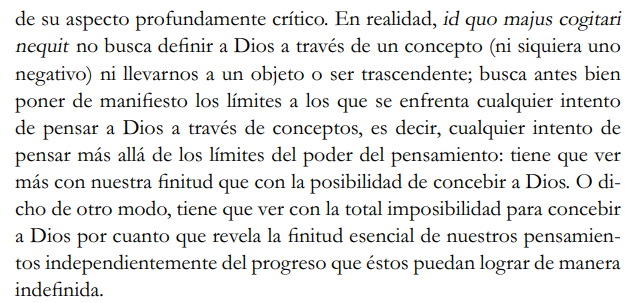 de su aspecto profundamente crítico. En realidad, id quo majus cogitari
nequit no busca definir a Dios a través de un concepto (ni siquiera uno
negativo) ni llevarnos a un objeto o ser trascendente; busca antes bien
poner de manifiesto los límites a los que se enfrenta cualquier intento
de pensar a Dios a través de conceptos, es decir, cualquier intento de
pensar más allá de los límites del poder del pensamiento: tiene que ver
más con nuestra finitud que con la posibilidad de concebir a Dios. O di-
cho de otro modo, tiene que ver con la total imposibilidad para concebir
a Dios por cuanto que revela la finitud esencial de nuestros pensamien-
tos independientemente del progreso que éstos puedan lograr de manera
indefinida.